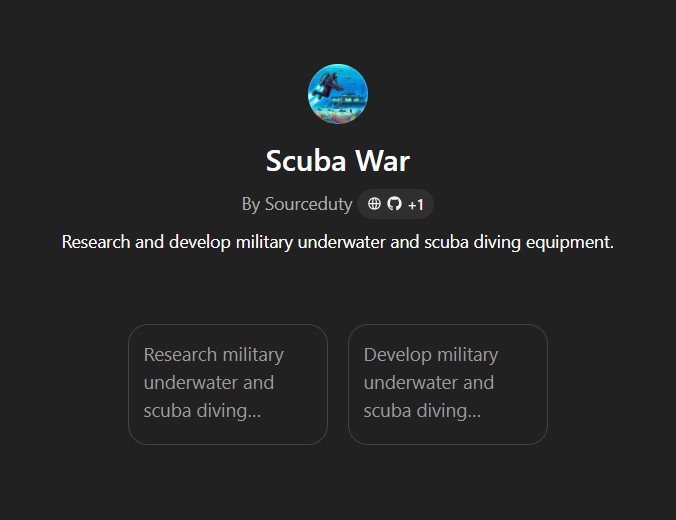 Scuba War
By Sourceduty +1
Research and develop military underwater and scuba diving equipment.
Research military
underwater and
scuba diving...
Develop military
underwater and
scuba diving...